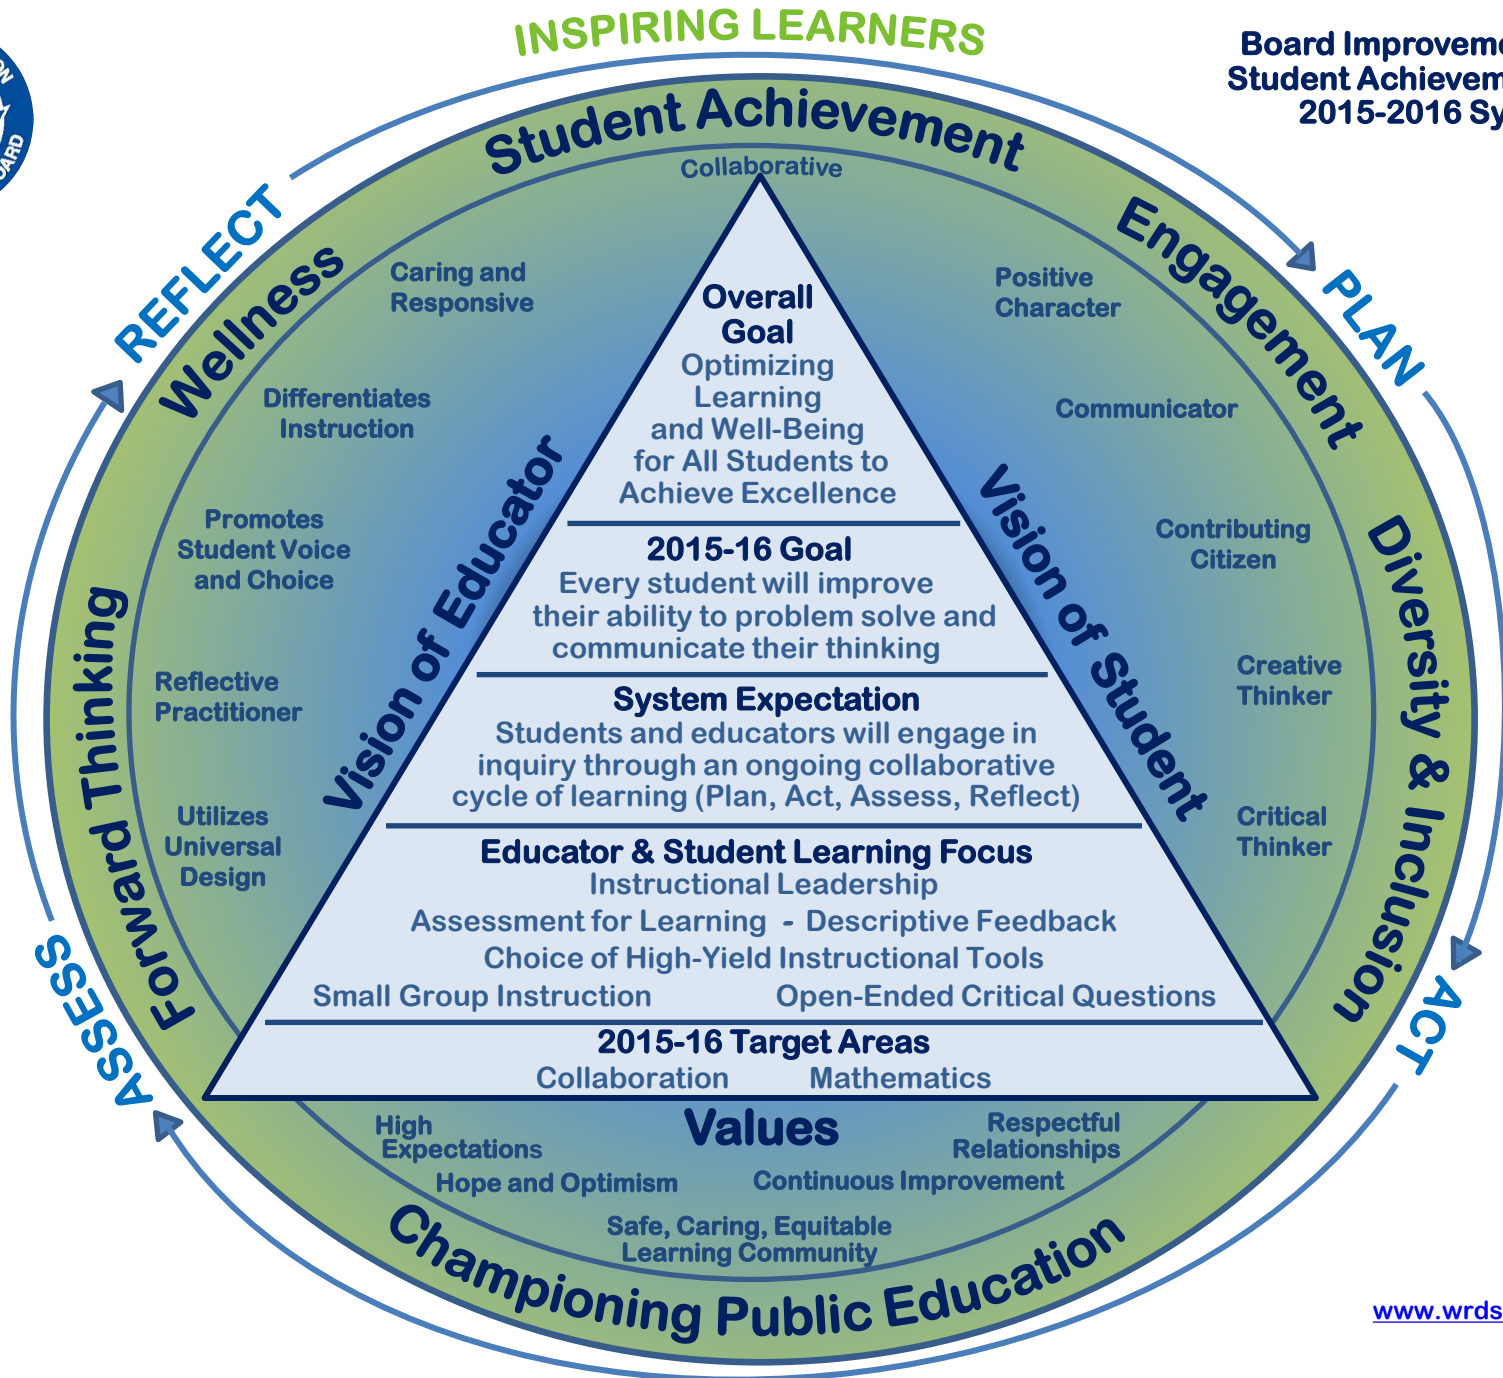 INSPIRING LEARNERS
Board
Student
2015-2016
ARD
REFLECT
PLAN
ACT
ASSESS
Student Achievement
Engagement
Diversity & Inclusion
Championing Public Education
Forward Thinking
Wellness
Collaborative
Caring and
Responsive
Differentiates
Instruction
Promotes
Student Voice
and Choice
Reflective
Practitioner
Utilizes
Universal
Design
Vision of Educator
Positive
Character
Communicator
Contributing
Citizen
Creative
Thinker
Critical
Thinker
Vision of Student
Overall
Goal
Optimizing
Learning
and Well-Being
for All Students to
Achieve Excellence
2015-16 Goal
Every student will improve
their ability to problem solve and
communicate their thinking
System Expectation
Students and educators will engage in
inquiry through an ongoing collaborative
cycle of learning (Plan, Act, Assess, Reflect)
Educator & Student Learning Focus
Instructional Leadership
Assessment for Learning - Descriptive Feedback
Choice of High-Yield Instructional Tools
Small Group Instruction Open-Ended Critical Questions
2015-16 Target Areas
Collaboration Mathematics
Values
High
Expectations
Respectful
Relationships
Hope and Optimism
Continuous Improvement
Safe, Caring, Equitable
Learning Community
www.wrds